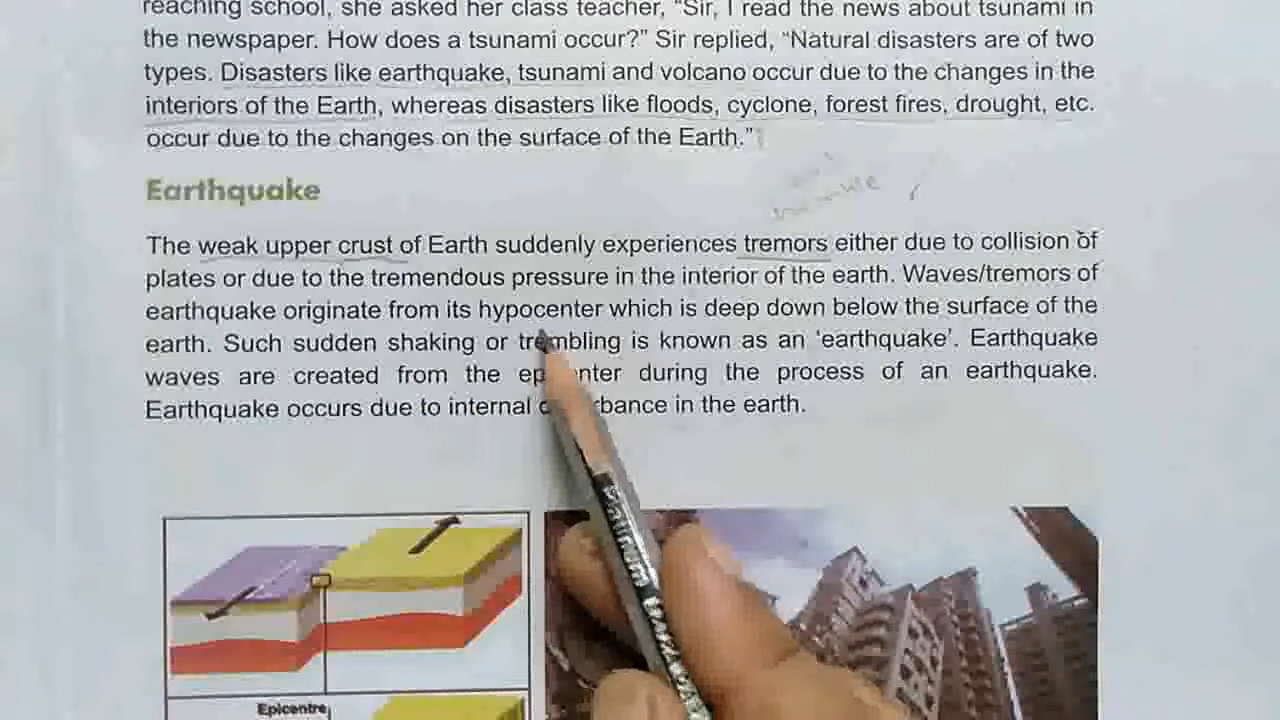 reaching school, she asked her class teacher, “Sir, I read the news about tsunami in
the newspaper. How does a tsunami occur?” Sir replied, “Natural disasters are of two
types. Disasters like earthquake, tsunami and volcano occur due to the changes in the
interiors of the Earth, whereas disasters like floods, cyclone, forest fires, drought, etc.
occur due to the changes on the surface of the Earth.”
Earthquake
The weak upper crust of Earth suddenly experiences tremors either due to collision of
plates or due to the tremendous pressure in the interior of the earth. Waves/tremors of
earthquake originate from its hypocenter which is deep down below the surface of the
earth. Such sudden shaking or trembling is known as an ‘earthquake’. Earthquake
waves are created from the during the process of an earthquake.
Earthquake occurs due to internal in the earth.
Platinum
Epicentre